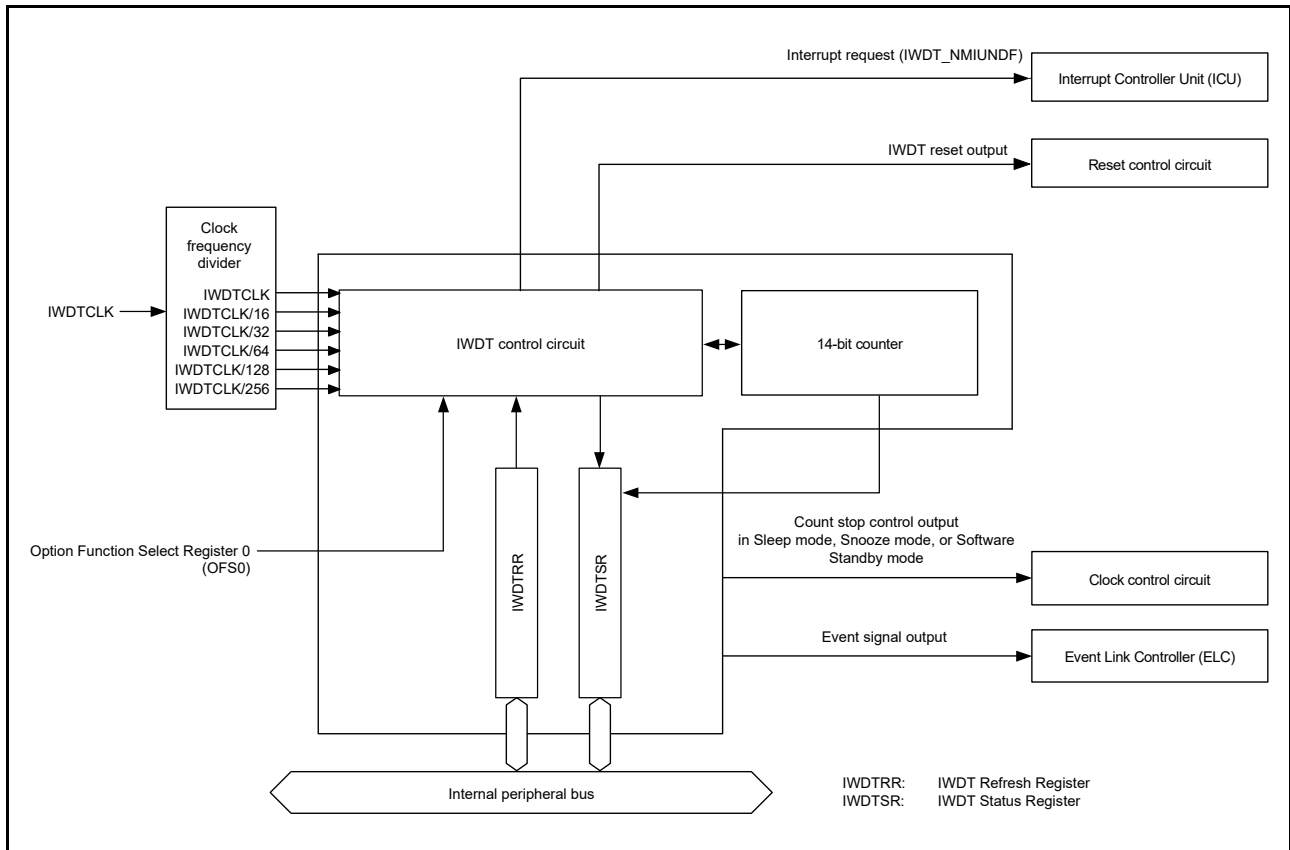 Interrupt request (IWDT_NMIUNDF)
Interrupt Controller Unit (ICU)
IWDT reset output
Reset control circuit
Clock
frequency
divider
IWDTCLK
IWDTCLK
IWDTCLK/16
IWDTCLK/32
IWDTCLK/64
IWDTCLK/128
IWDTCLK/256
IWDT control circuit
14-bit counter
Option Function Select Register 0
(OFS0)
IWDTRR
IWDTSR
Count stop control output
in Sleep mode, Snooze mode, or Software
Standby mode
Clock control circuit
Event signal output
Event Link Controller (ELC)
Internal peripheral bus
IWDTRR: IWDT Refresh Register
IWDTSR: IWDT Status Register